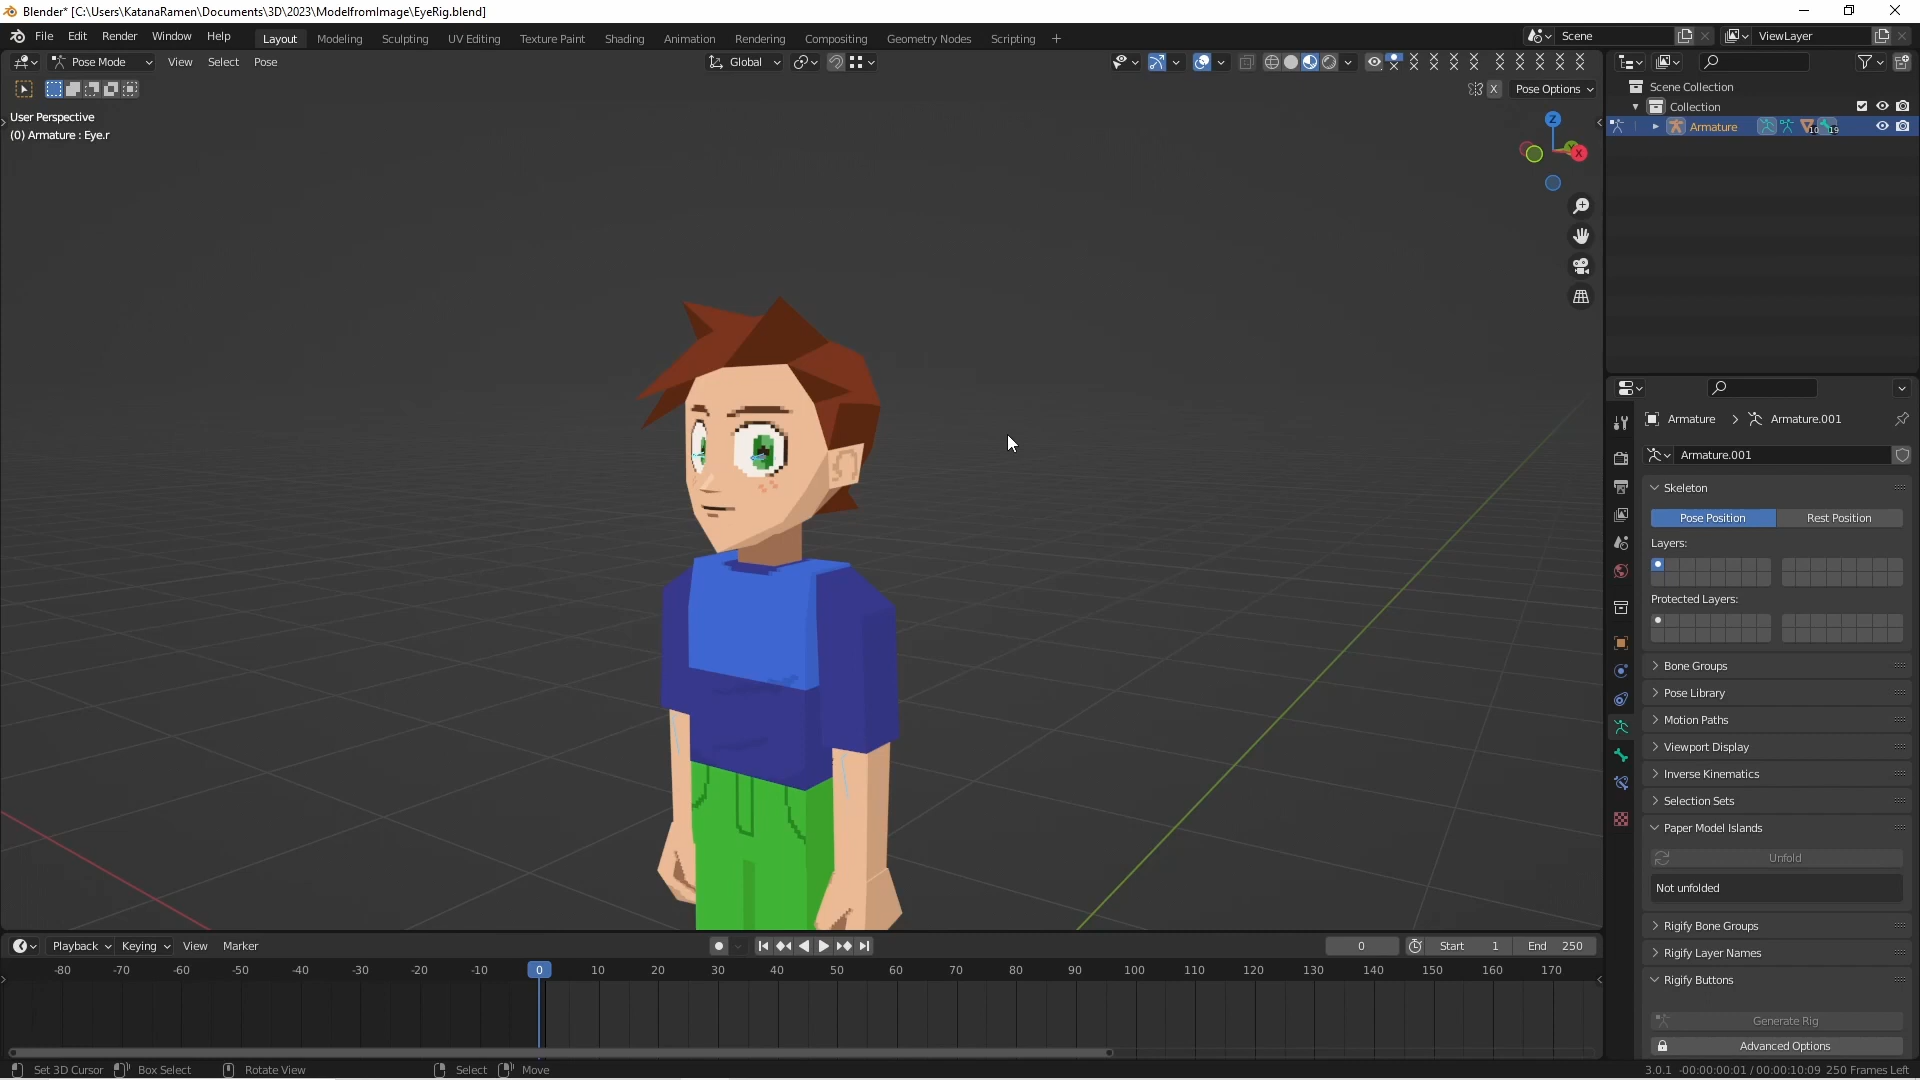 Blender* [C:\Users\KatanaRamen\Documents\3D\2023\ModelfromImage\EyeRig.blend]
File Edit Render Window Help Layout Modeling Sculpting UV Editing Texture Paint Shading Animation Rendering Compositing Geometry Nodes Scripting + Scene ViewLayer
Pose Mode View Select Pose Global
X Pose Options
User Perspective
(0) Armature : Eye.r
Z
Y
X
Scene Collection
Collection
Armature 10 19
Armature > Armature.001
Armature.001
Skeleton
Pose Position Rest Position
Layers:
Protected Layers:
Bone Groups
Pose Library
Motion Paths
Viewport Display
Inverse Kinematics
Selection Sets
Paper Model Islands
Unfold
Not unfolded
Rigify Bone Groups
Rigify Layer Names
Rigify Buttons
Generate Rig
Advanced Options
Playback Keying View Marker 0 Start 1 End 250
-80 -70 -60 -50 -40 -30 -20 -10 0 10 20 30 40 50 60 70 80 90 100 110 120 130 140 150 160 170
Set 3D Cursor Box Select Rotate View Select Move 3.0.1 -00:00:00:01 / 00:00:10:09 250 Frames Left